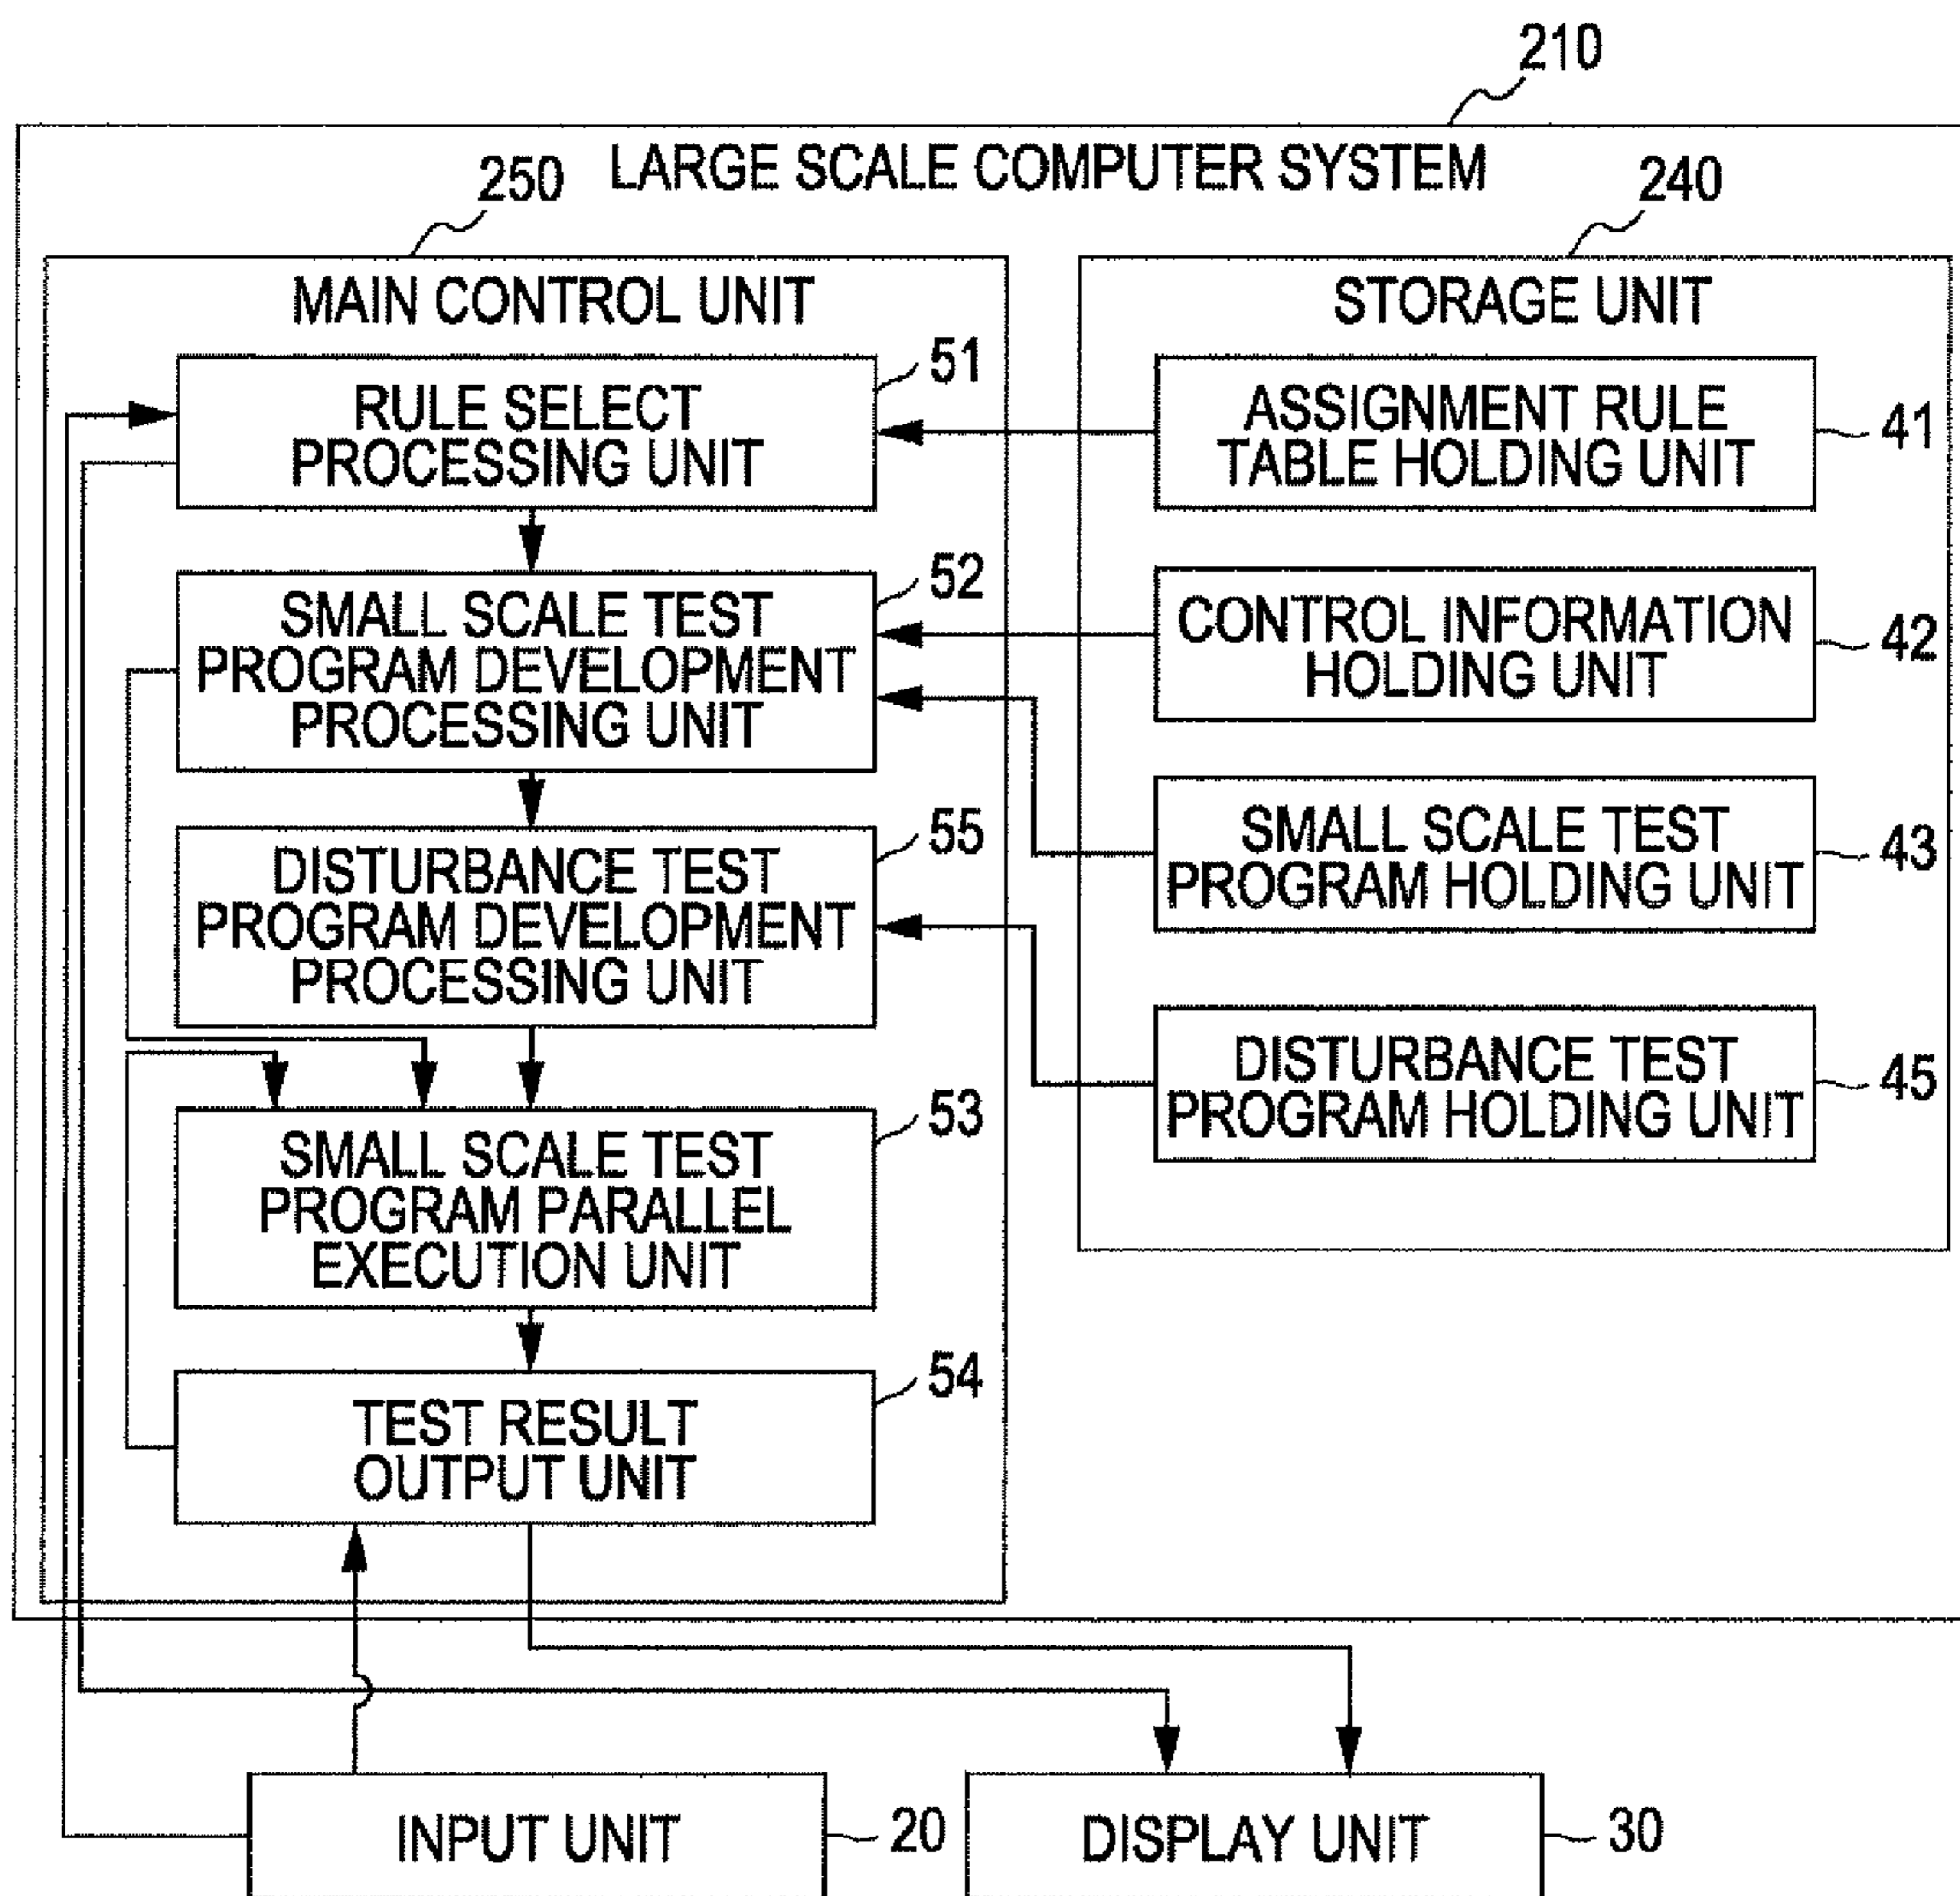 210
LARGE SCALE COMPUTER SYSTEM
250
240
MAIN CONTROL UNIT
STORAGE UNIT
51
RULE SELECT
PROCESSING UNIT
ASSIGNMENT RULE
TABLE HOLDING UNIT
41
52
SMALL SCALE TEST
PROGRAM DEVELOPMENT
PROCESSING UNIT
CONTROL INFORMATION
HOLDING UNIT
42
55
DISTURBANCE TEST
PROGRAM DEVELOPMENT
PROCESSING UNIT
SMALL SCALE TEST
PROGRAM HOLDING UNIT
43
DISTURBANCE TEST
PROGRAM HOLDING UNIT
45
53
SMALL SCALE TEST
PROGRAM PARALLEL
EXECUTION UNIT
54
TEST RESULT
OUTPUT UNIT
INPUT UNIT
20
DISPLAY UNIT
30